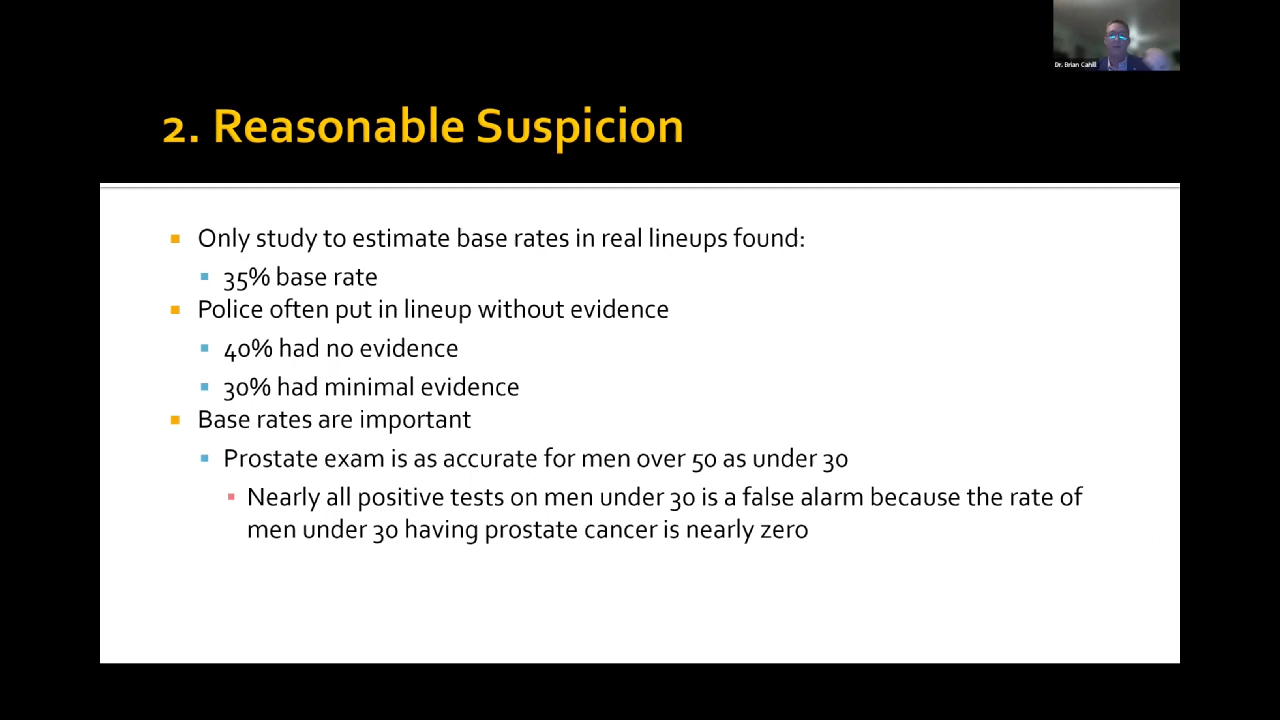 Dr. Brian Cahill
2. Reasonable Suspicion
Only study to estimate base rates in real lineups found:
35% base rate
Police often put in lineup without evidence
40% had no evidence
30% had minimal evidence
Base rates are important
Prostate exam is as accurate for men over 50 as under 30
Nearly all positive tests on men under 30 is a false alarm because the rate of
men under 30 having prostate cancer is nearly zero